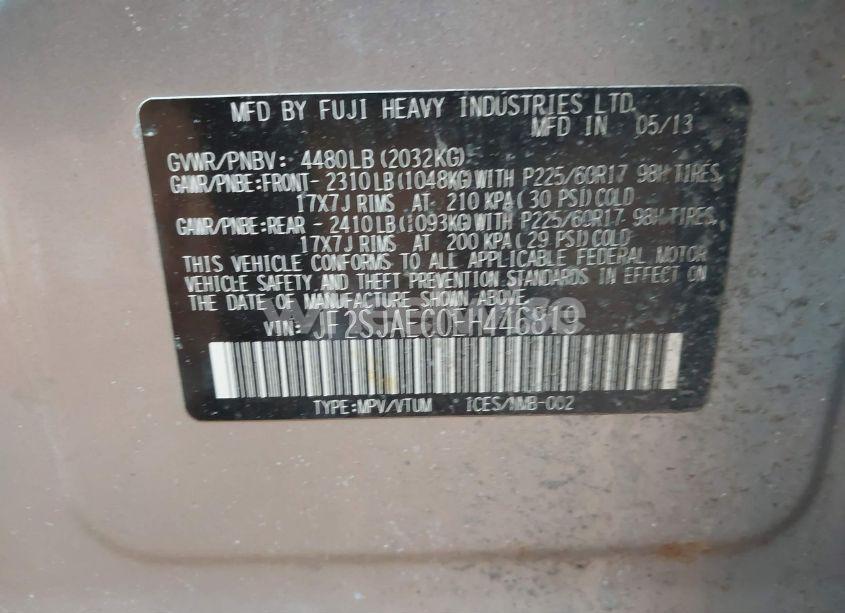 MFD BY FUJI HEAVY INDUSTRIES LTD.
MFD IN 05/13
GVWR/PNBV: 4480LB(2032KG)
GAWR/PNBE:FRONT- 2310LB(1048KG)WITH P225/60R17 98H TIRES,
17X7J RIMS AT 210 KPA( 30 PSI)COLD
GAWR/PNBE:REAR - 2410LB(1093KG)WITH P225/60R17 98H TIRES,
17X7J RIMS AT 200 KPA( 29 PSI)COLD
THIS VEHICLE CONFORMS TO ALL APPLICABLE FEDERAL MOTOR
VEHICLE SAFETY AND THEFT PREVENTION STANDARDS IN EFFECT ON
THE DATE OF MANUFACTURE SHOWN ABOVE.
VIN: JF2SJAEC0EH446819
TYPE:MPV/VTUM ICES/NMB-002